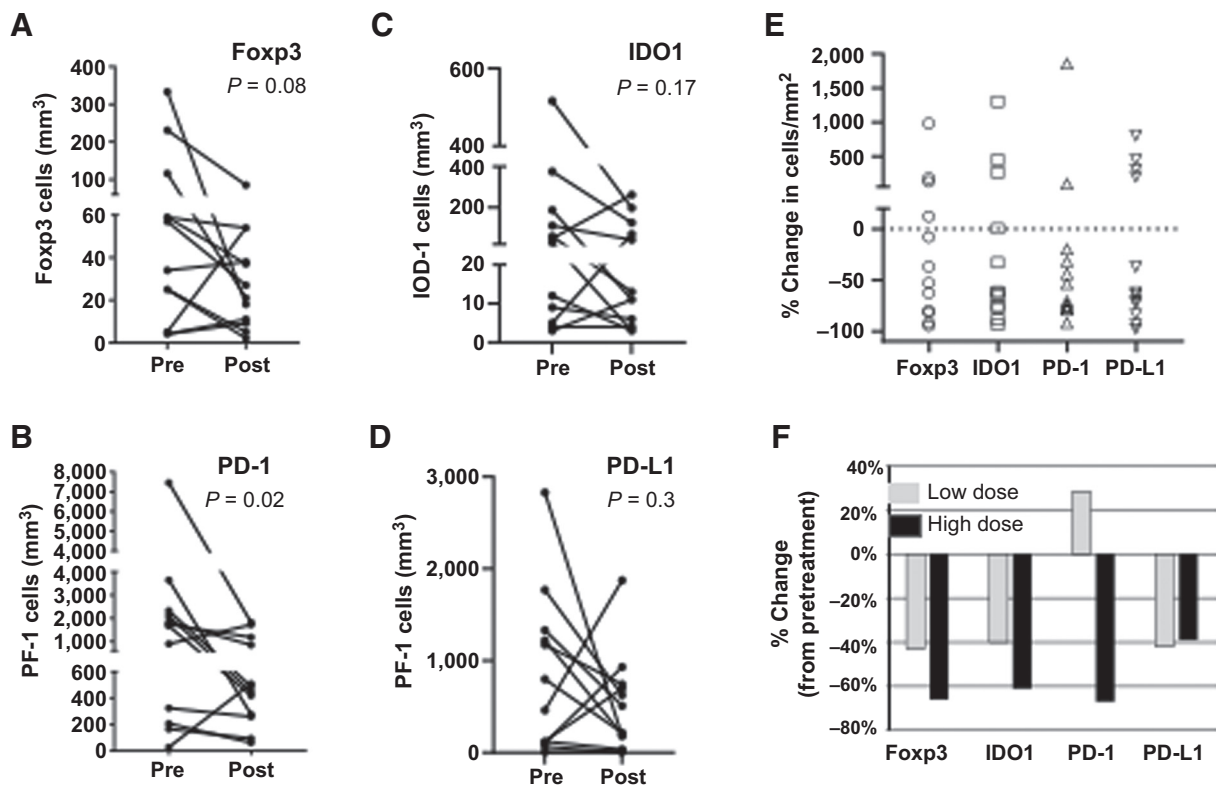 A
Foxp3
P = 0.08
Foxp3 cells (mm3)
400
300
200
100
60
40
20
0
Pre Post
C
IDO1
P = 0.17
IOD-1 cells (mm3)
600
400
400
200
20
10
0
Pre Post
E
% Change in cells/mm2
2,000
1,500
1,000
500
0
–50
–100
Foxp3 IDO1 PD-1 PD-L1
B
PD-1
P = 0.02
PF-1 cells (mm3)
8,000
7,000
6,000
5,000
4,000
4,000
3,000
2,000
1,000
600
400
200
0
Pre Post
D
PD-L1
P = 0.3
PF-1 cells (mm3)
3,000
2,000
1,000
0
Pre Post
F
% Change
(from pretreatment)
40%
20%
0%
–20%
–40%
–60%
–80%
Low dose
High dose
Foxp3 IDO1 PD-1 PD-L1